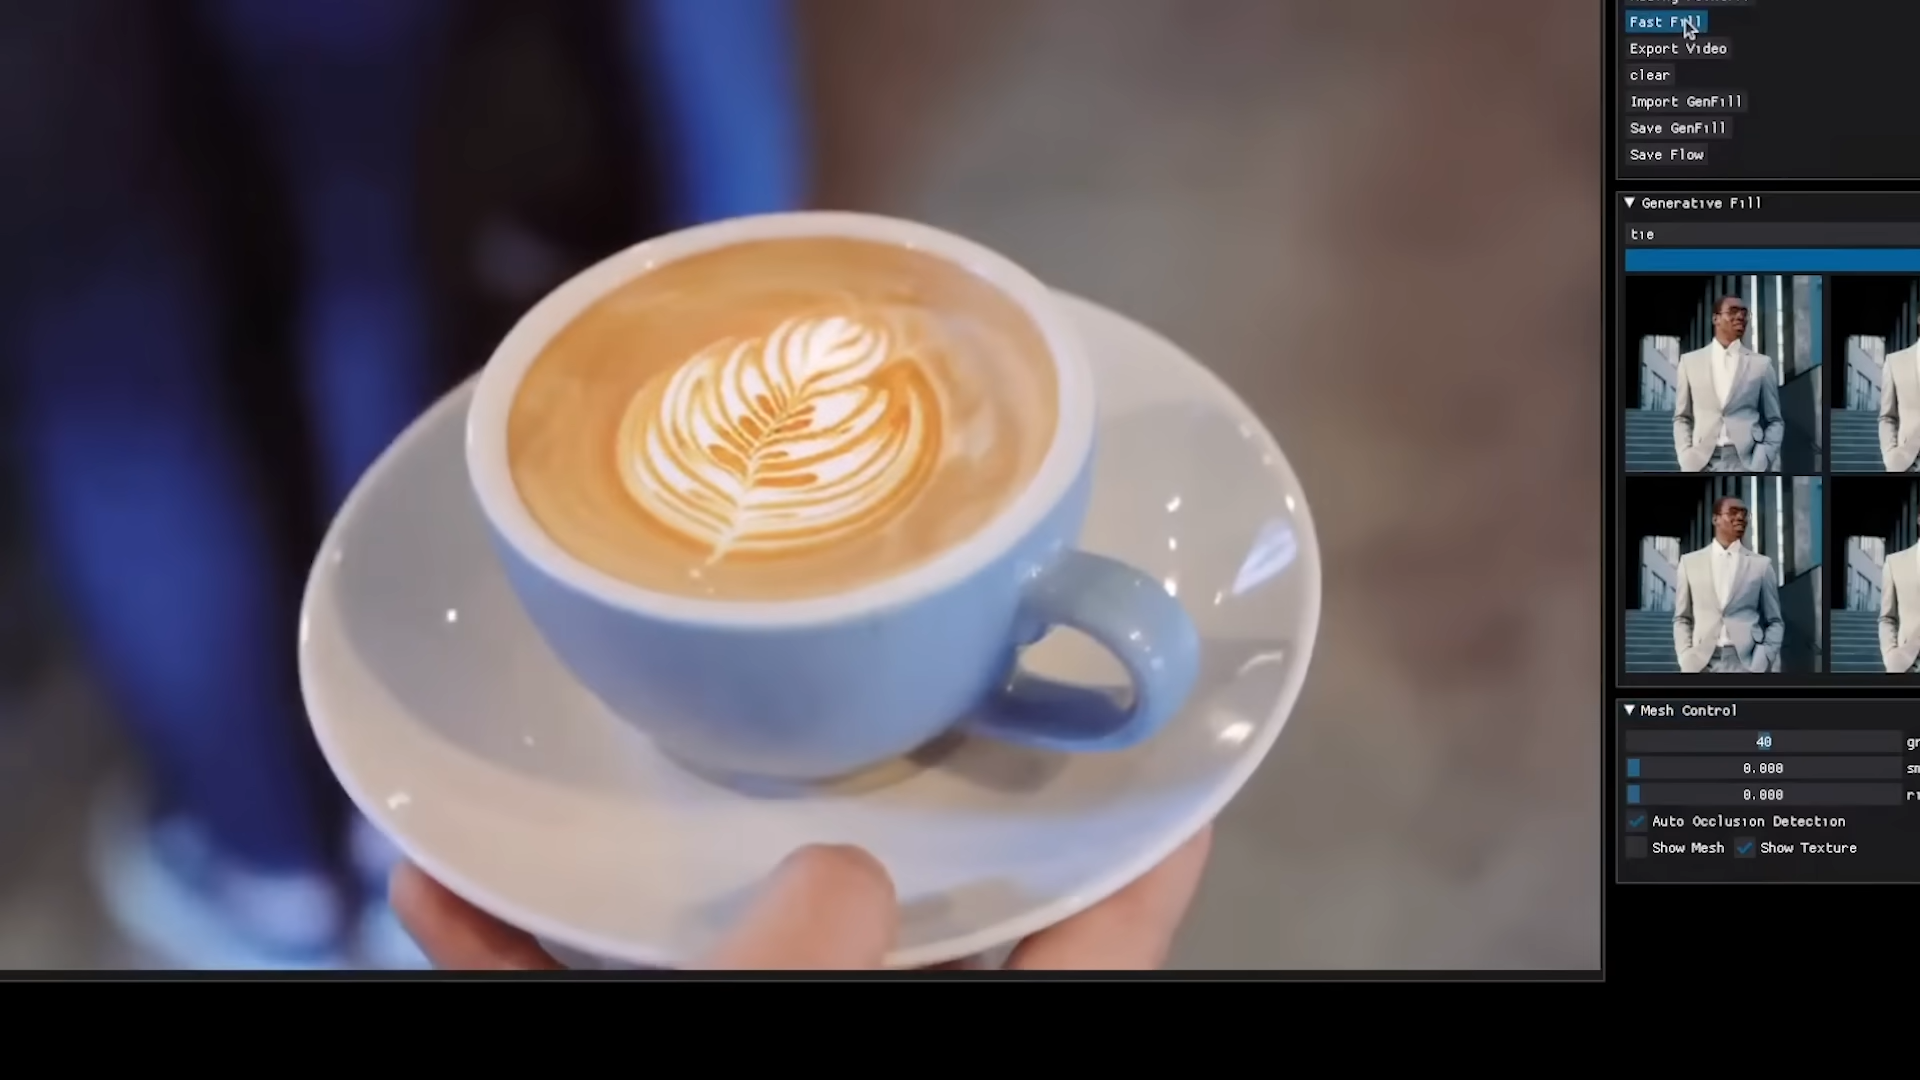 Fast Fill
Export Video
clear
Import GenFill
Save GenFill
Save Flow
Generative Fill
tie
Mesh Control
40
0.000
0.000
Auto Occlusion Detection
Show Mesh Show Texture